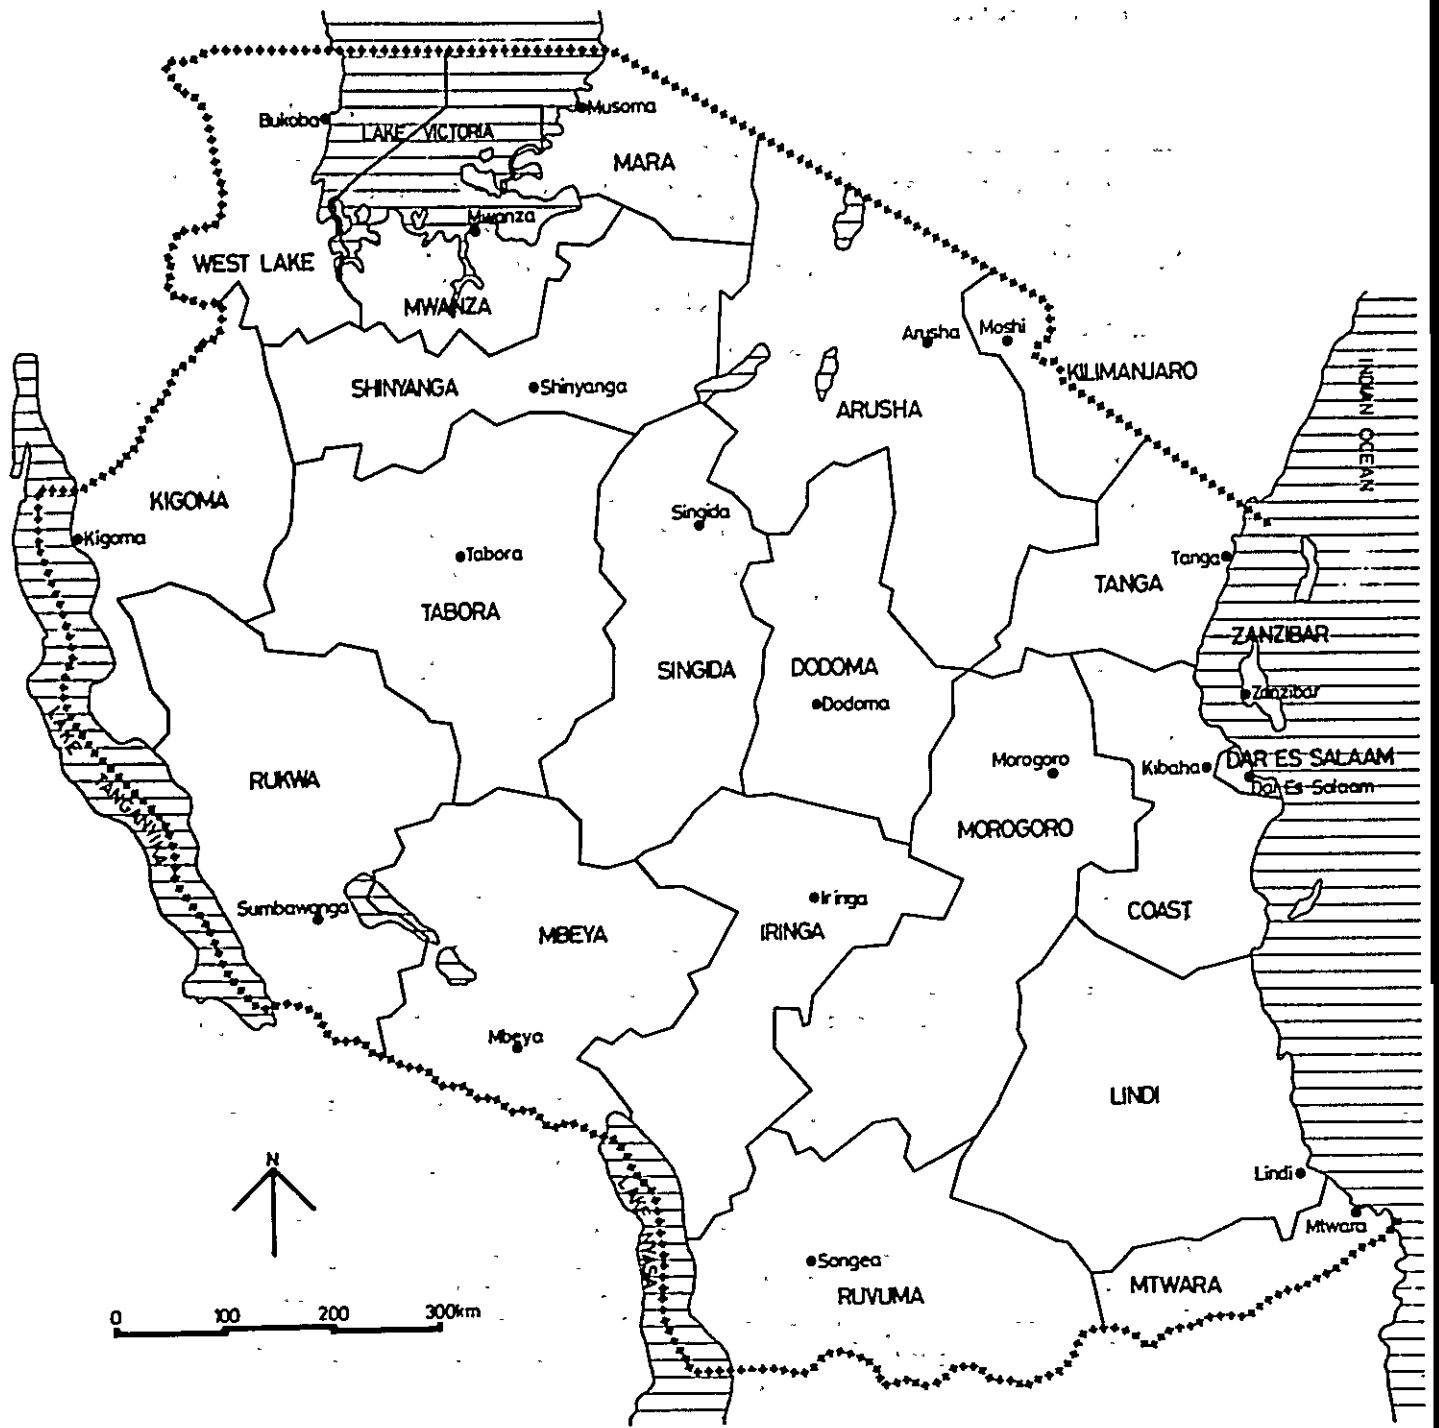 Bukoba
Musoma
LAKE VICTORIA
MARA
Mwanza
WEST LAKE
MWANZA
Arusha
Moshi
KILIMANJARO
INDIAN OCEAN
SHINYANGA
Shinyanga
ARUSHA
KIGOMA
Singida
Kigoma
Tabora
Tanga
TANGA
TABORA
ZANZIBAR
SINGIDA
DODOMA
Zanzibar
Dodoma
LAKE TANGANYIKA
RUKWA
Morogoro
Kibaha
DAR ES SALAAM
Dar Es Salaam
MOROGORO
Sumbawanga
Iringa
COAST
MBEYA
IRINGA
Mbeya
LINDI
N
Lindi
LAKE NYASA
Mtwara
Songea
RUVUMA
MTWARA
0 100 200 300km